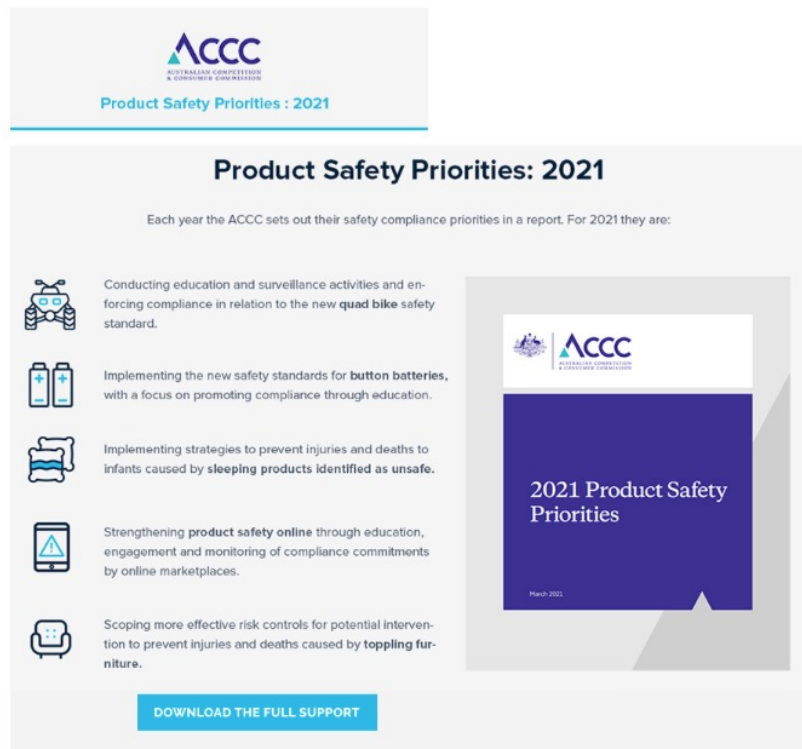 ACCC
AUSTRALIAN COMPETITION
& CONSUMER COMMISSION
Product Safety Priorities : 2021
Product Safety Priorities: 2021
Each year the ACCC sets out their safety compliance priorities in a report. For 2021 they are:
Conducting education and surveillance activities and en-
forcing compliance in relation to the new quad bike safety
standard.
Implementing the new safety standards for button batteries,
with a focus on promoting compliance through education.
Implementing strategies to prevent injuries and deaths to
infants caused by sleeping products identified as unsafe.
Strengthening product safety online through education,
engagement and monitoring of compliance commitments
by online marketplaces.
Scoping more effective risk controls for potential interven-
tion to prevent injuries and deaths caused by toppling fur-
niture.
ACCC
AUSTRALIAN COMPETITION
& CONSUMER COMMISSION
2021 Product Safety
Priorities
March 2021
DOWNLOAD THE FULL SUPPORT